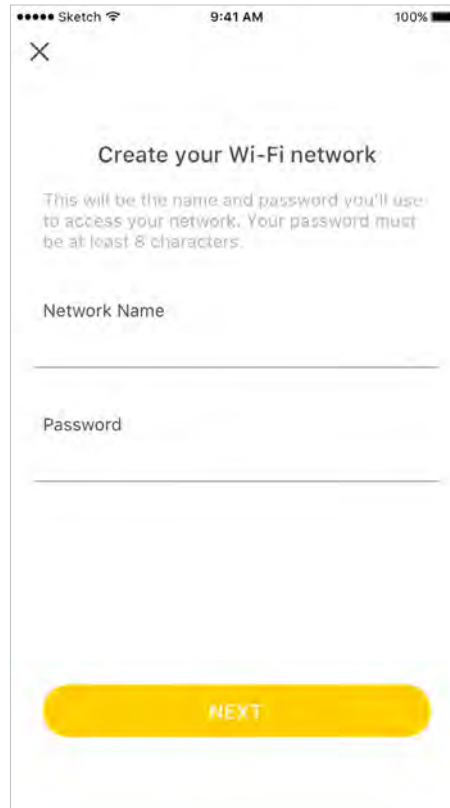 Sketch 9:41 AM 100%
Create your Wi-Fi network
This will be the name and password you'll use
to access your network. Your password must
be at least 8 characters.
Network Name
Password
NEXT